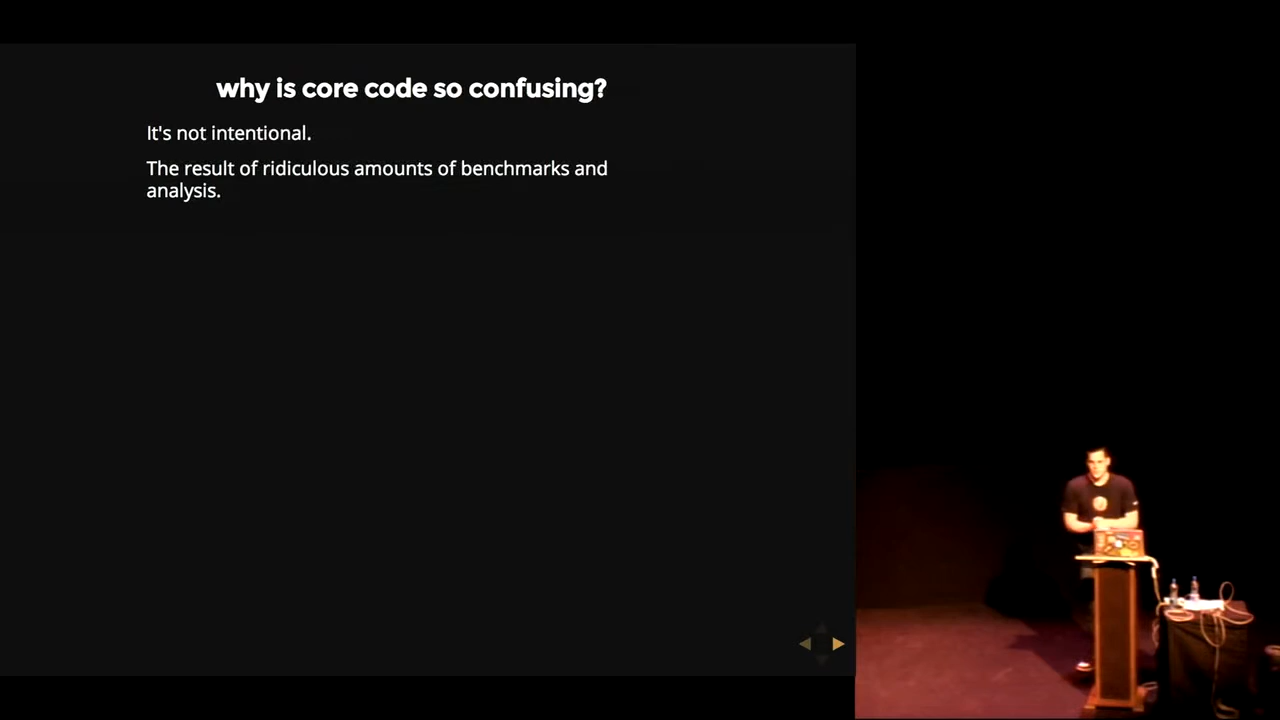 why is core code so confusing?
It's not intentional.
The result of ridiculous amounts of benchmarks and
analysis.